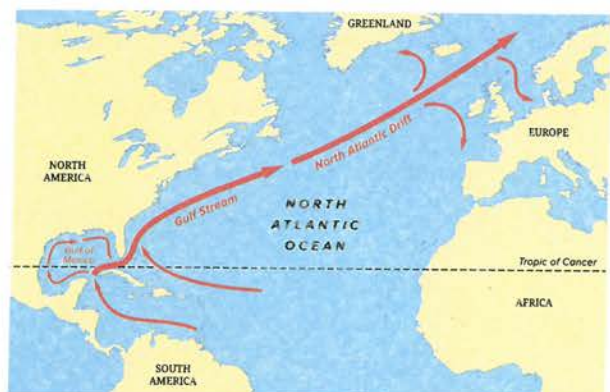 GREENLAND
NORTH
AMERICA
North Atlantic Drift
EUROPE
Gulf Stream
NORTH
ATLANTIC
OCEAN
Gulf of
Mexico
Tropic of Cancer
AFRICA
SOUTH
AMERICA